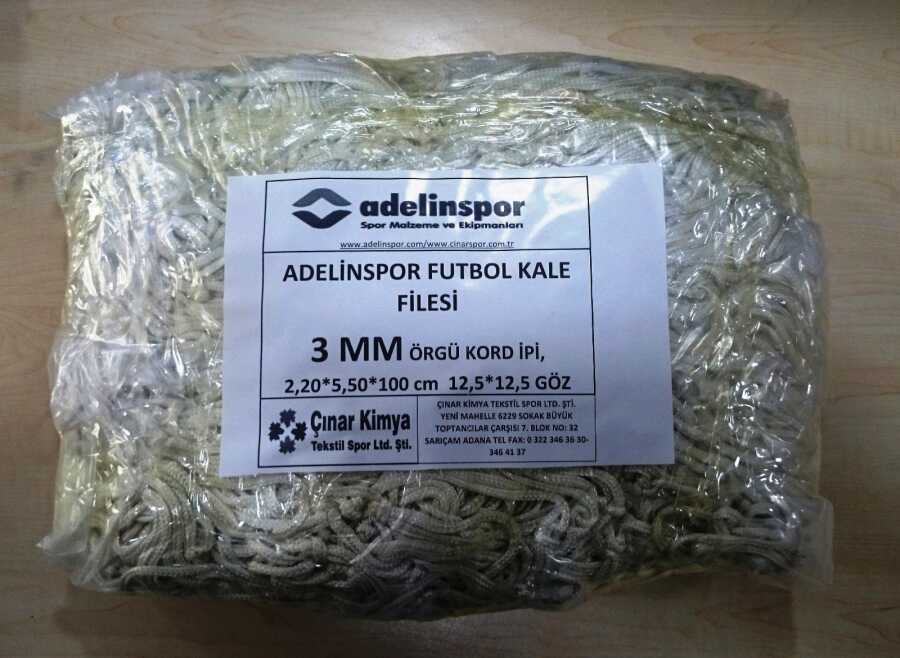 adelinspor
Spor Malzeme ve Ekipmanları
www.adelinspor.com/www.cinarspor.com.tr
ADELİNSPOR FUTBOL KALE
FİLESİ
3 MM ÖRGÜ KORD İPİ,
2,20*5,50*100 cm 12,5*12,5 GÖZ
Çınar Kimya
Tekstil Spor Ltd. Şti.
ÇINAR KİMYA TEKSTİL SPOR LTD. ŞTİ.
YENİ MAHELLE 6229 SOKAK BÜYÜK
TOPTANCILAR ÇARŞISI 7. BLOK NO: 32
SARIÇAM ADANA TEL FAX: 0 322 346 36 30-
346 41 37